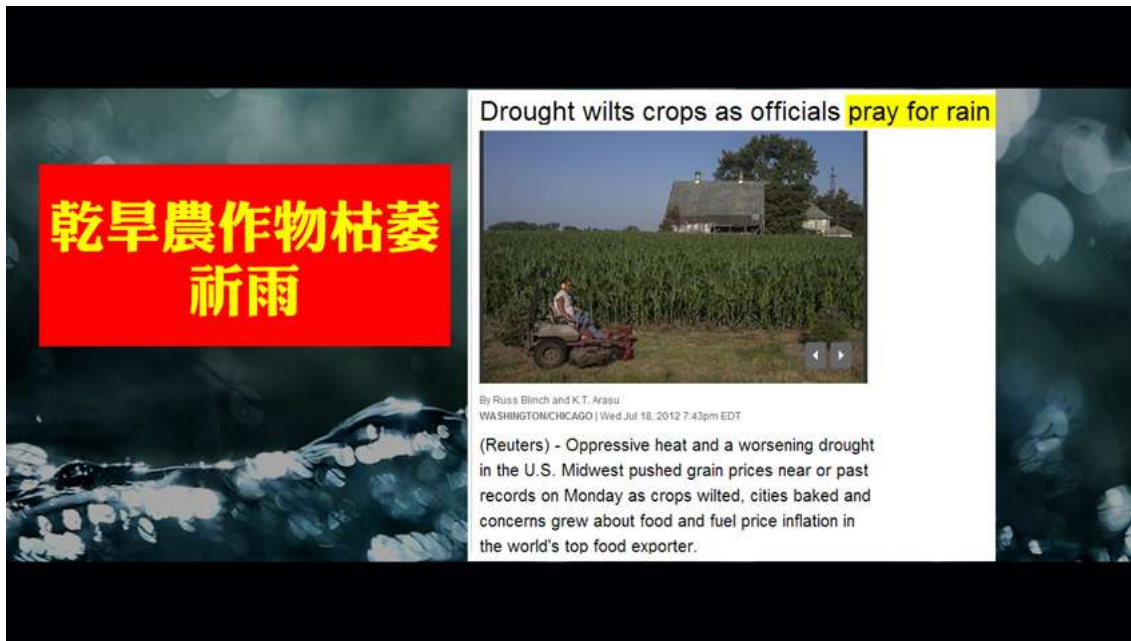 乾旱農作物枯萎
祈雨
Drought wilts crops as officials pray for rain
By Russ Blinch and K.T. Arasu
WASHINGTON/CHICAGO | Wed Jul 18, 2012 7:43pm EDT
(Reuters) - Oppressive heat and a worsening drought
in the U.S. Midwest pushed grain prices near or past
records on Monday as crops wilted, cities baked and
concerns grew about food and fuel price inflation in
the world's top food exporter.